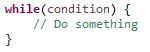 while(condition) {
    // Do something
}